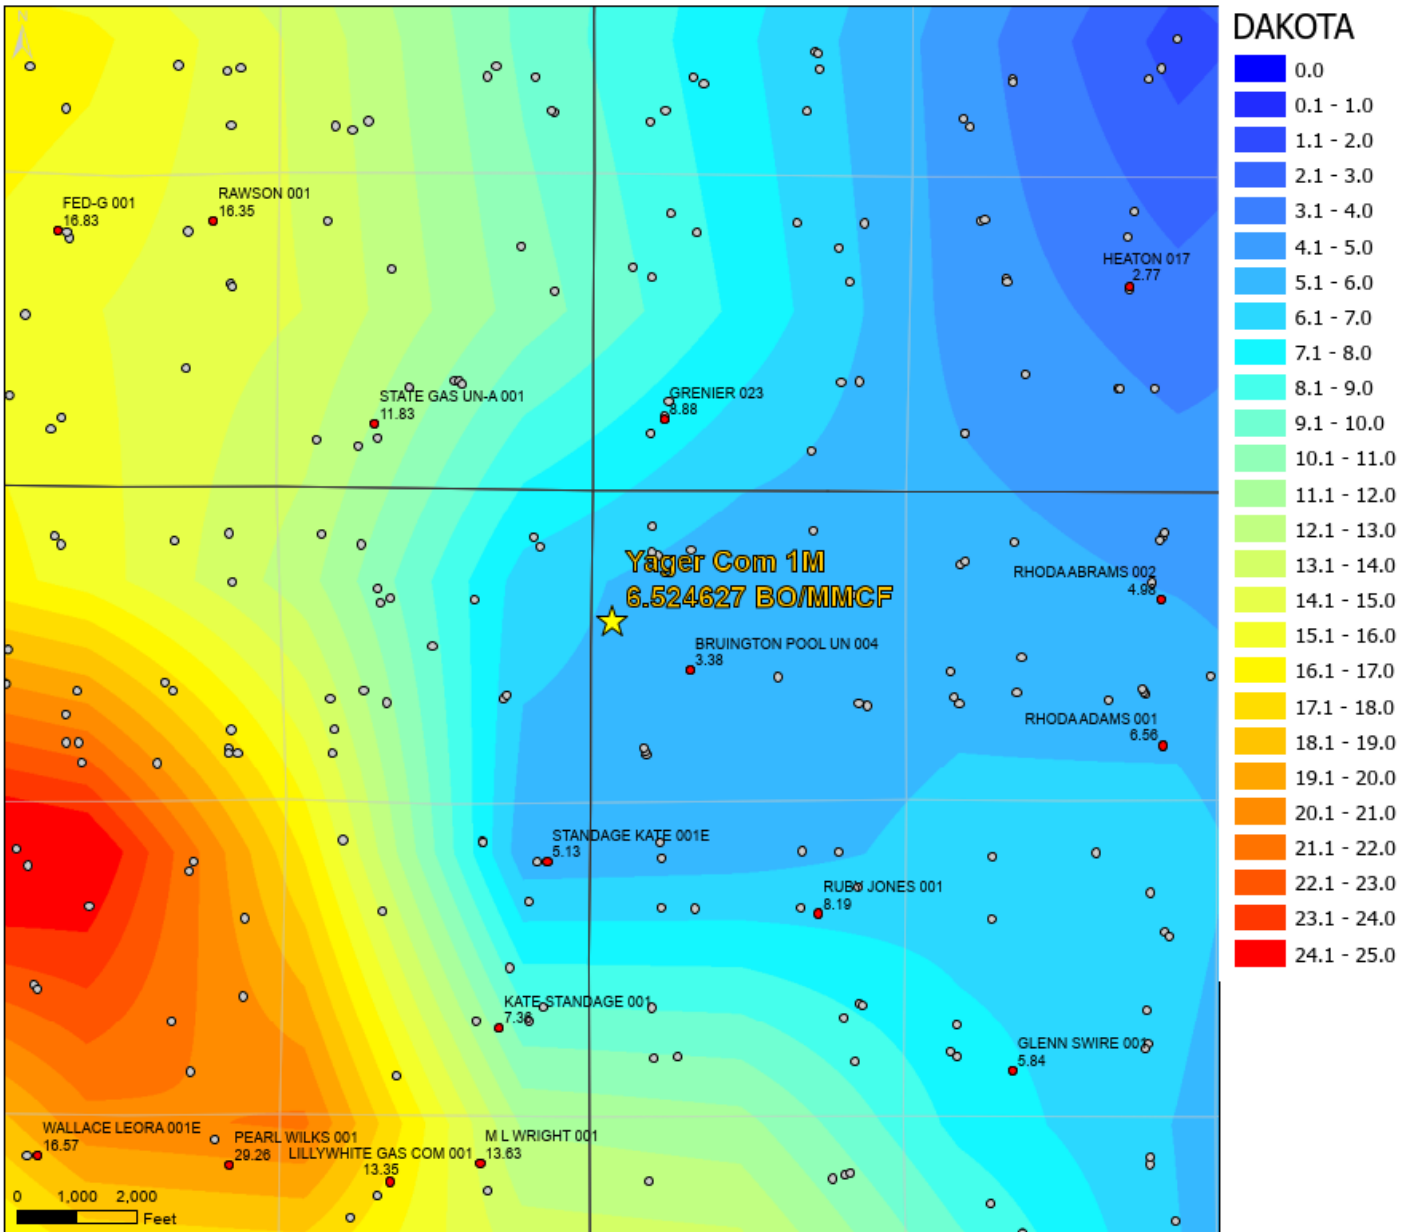 N
DAKOTA
0.0
0.1 - 1.0
1.1 - 2.0
2.1 - 3.0
3.1 - 4.0
4.1 - 5.0
5.1 - 6.0
6.1 - 7.0
7.1 - 8.0
8.1 - 9.0
9.1 - 10.0
10.1 - 11.0
11.1 - 12.0
12.1 - 13.0
13.1 - 14.0
14.1 - 15.0
15.1 - 16.0
16.1 - 17.0
17.1 - 18.0
18.1 - 19.0
19.1 - 20.0
20.1 - 21.0
21.1 - 22.0
22.1 - 23.0
23.1 - 24.0
24.1 - 25.0
FED-G 001
16.83
RAWSON 001
16.35
HEATON 017
2.77
STATE GAS UN-A 001
11.83
GRENIER 023
8.88
Yager Com 1M
6.524627 BO/MMCF
RHODA ABRAMS 002
4.98
BRUINGTON POOL UN 004
3.38
RHODA ADAMS 001
6.56
STANDAGE KATE 001E
5.13
RUBY JONES 001
8.19
KATE STANDAGE 001
7.36
GLENN SWIRE 001
5.84
WALLACE LEORA 001E
16.57
PEARL WILKS 001
29.26
LILLYWHITE GAS COM 001
13.35
M L WRIGHT 001
13.63
0 1,000 2,000
Feet